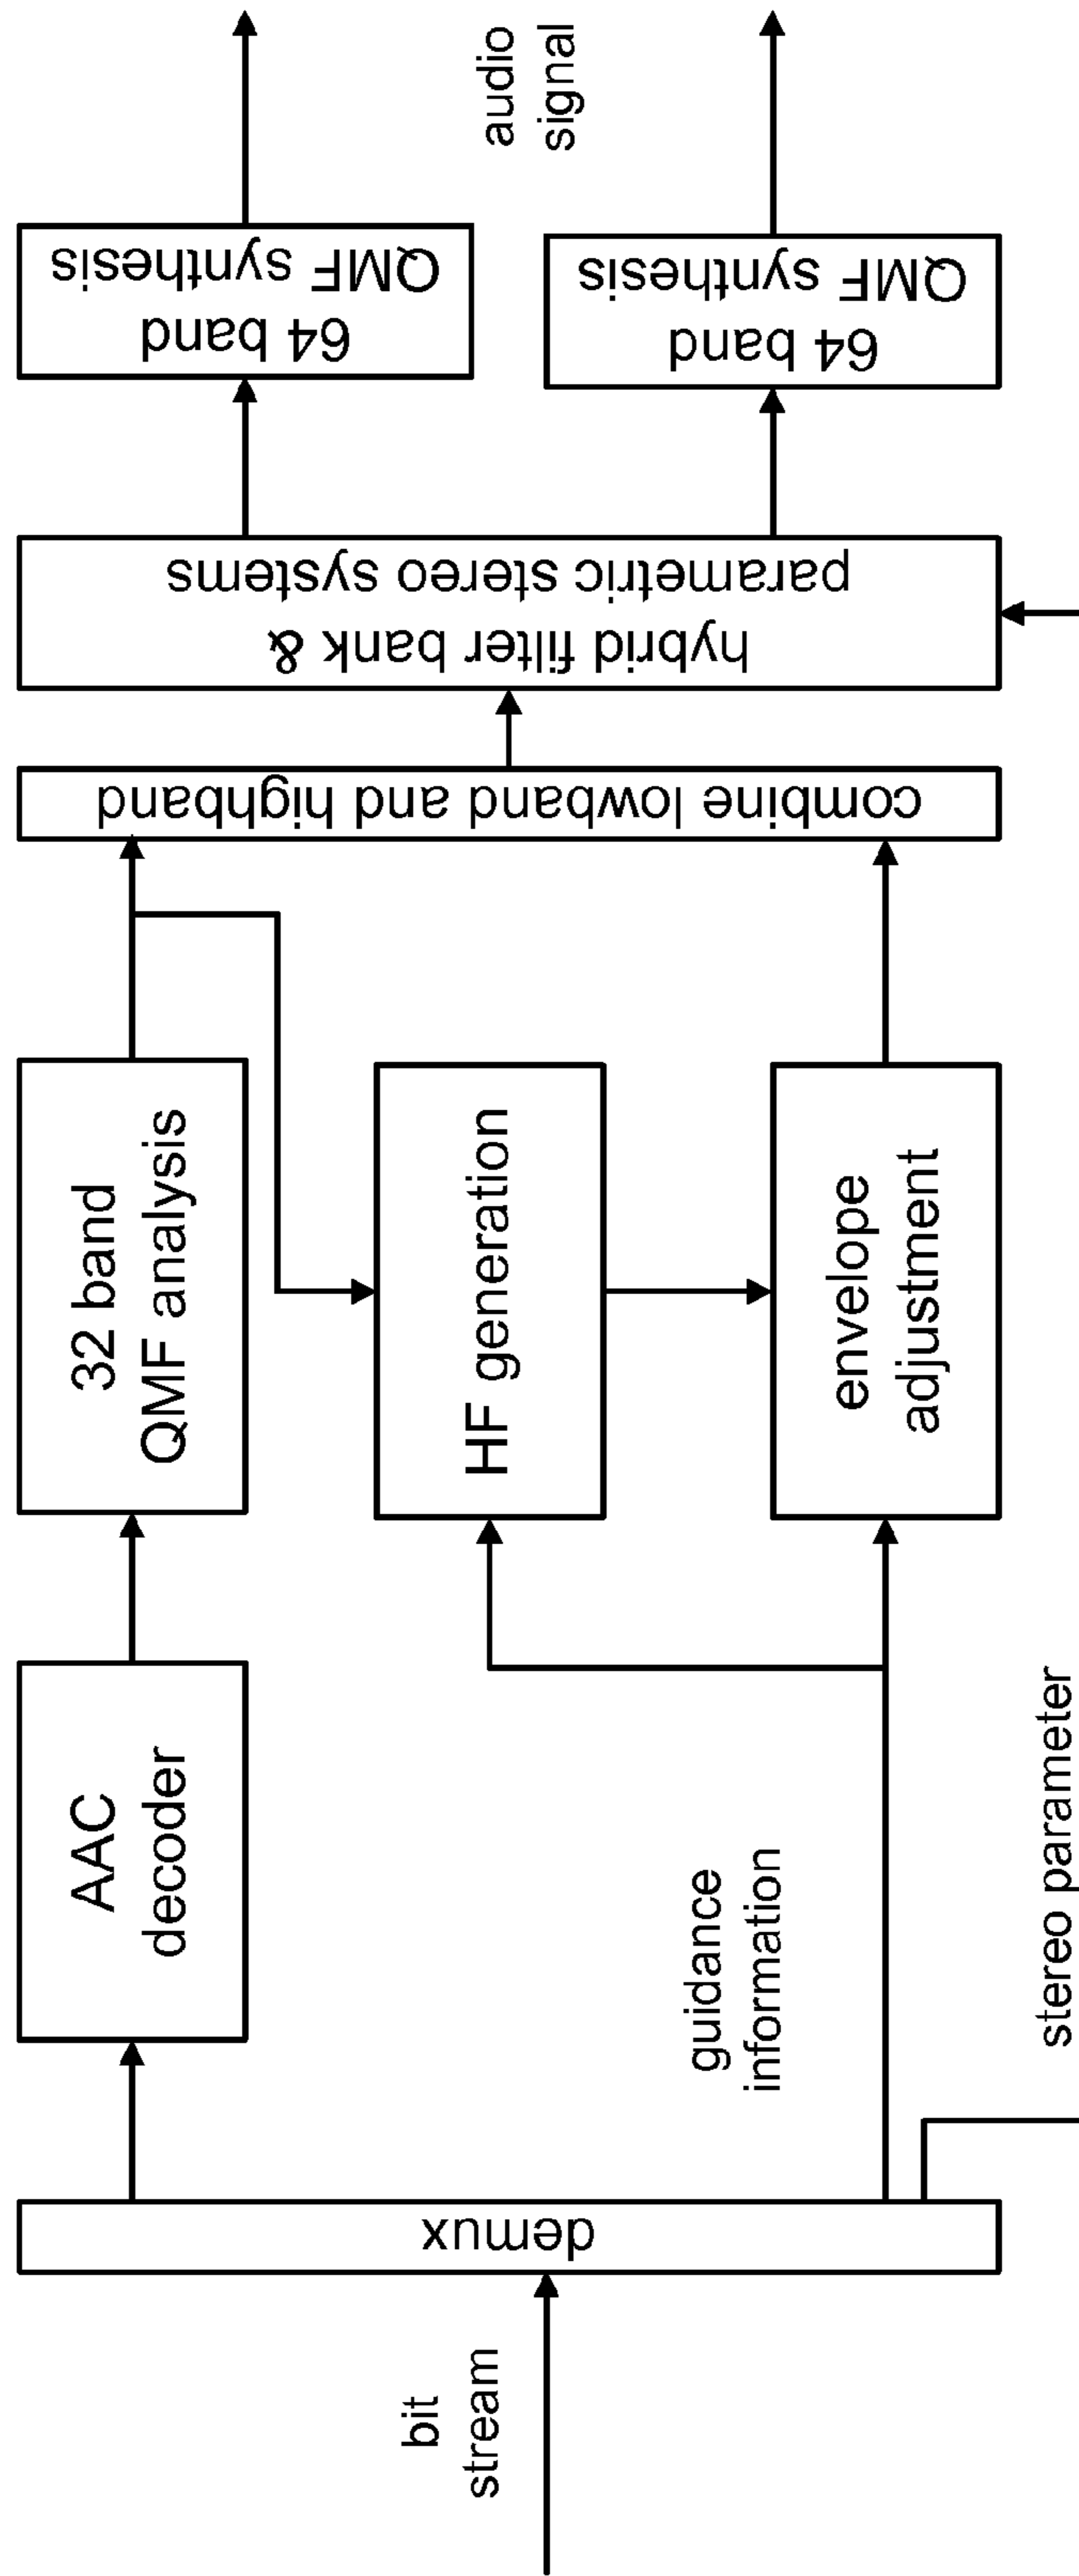 bit
stream
demux
AAC
decoder
guidance
information
stereo parameter
32 band
QMF analysis
HF generation
envelope
adjustment
combine lowband and highband
hybrid filter bank &
parametric stereo systems
64 band
QMF synthesis
64 band
QMF synthesis
audio
signal